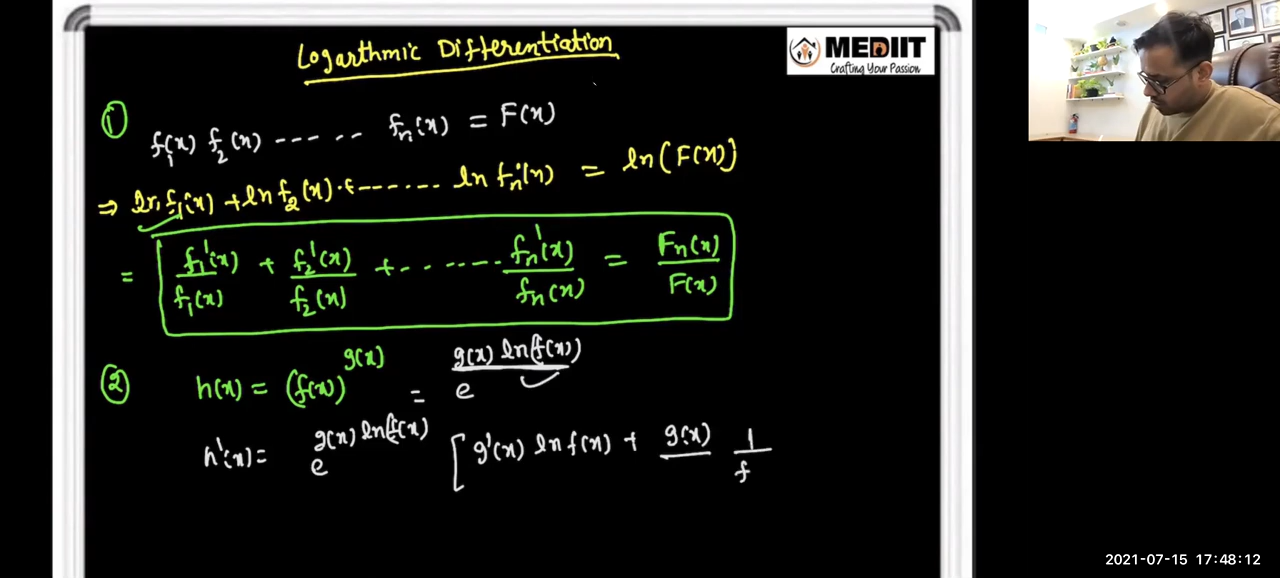 Logarthmic Differentiation
MEDIIT
Crafting Your Passion
① f₁(x) f₂(x) ------ fₙ(x) = F(x)
⇒ ln f₁(x) + ln f₂(x) + ------ ln fₙ(x) = ln(F(x))
= f₁'(x)/f₁(x) + f₂'(x)/f₂(x) + ------ fₙ'(x)/fₙ(x) = Fₙ(x)/F(x)
② h(x) = (f(x))^g(x) = e^g(x) ln(f(x))
h'(x) = e^g(x) ln(f(x) [ g'(x) ln f(x) + g(x) 1/f
2021-07-15 17:48:12